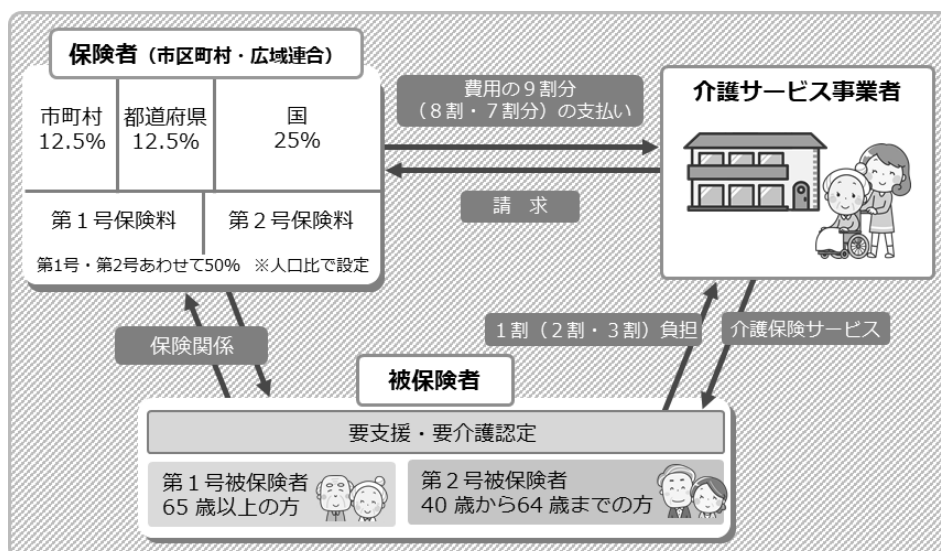 保険者（市区町村・広域連合）
市町村
12.5%
都道府県
12.5%
国
25%
第１号保険料
第２号保険料
第1号・第2号あわせて50%　※人口比で設定
費用の９割分
（８割・７割分）の支払い
請　求
介護サービス事業者
保険関係
１割（２割・３割）負担
介護保険サービス
被保険者
要支援・要介護認定
第１号被保険者
65 歳以上の方
第２号被保険者
40 歳から64 歳までの方